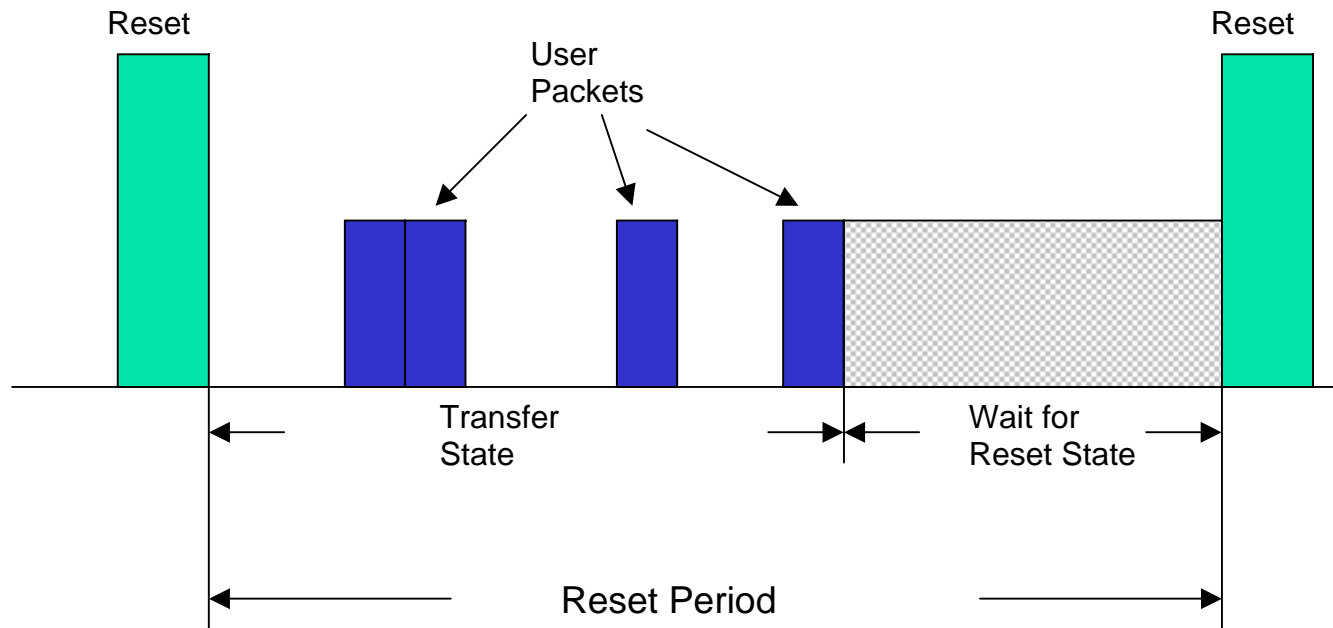 Reset
Reset
User
Packets
Transfer
State
Wait for
Reset State
Reset Period